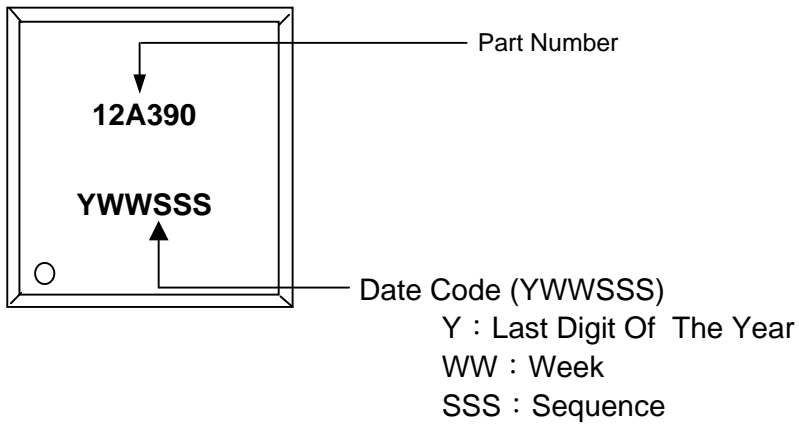 Part Number
12A390
YWWSSS
Date Code (YWWSSS)
Y：Last Digit Of The Year
WW：Week
SSS：Sequence